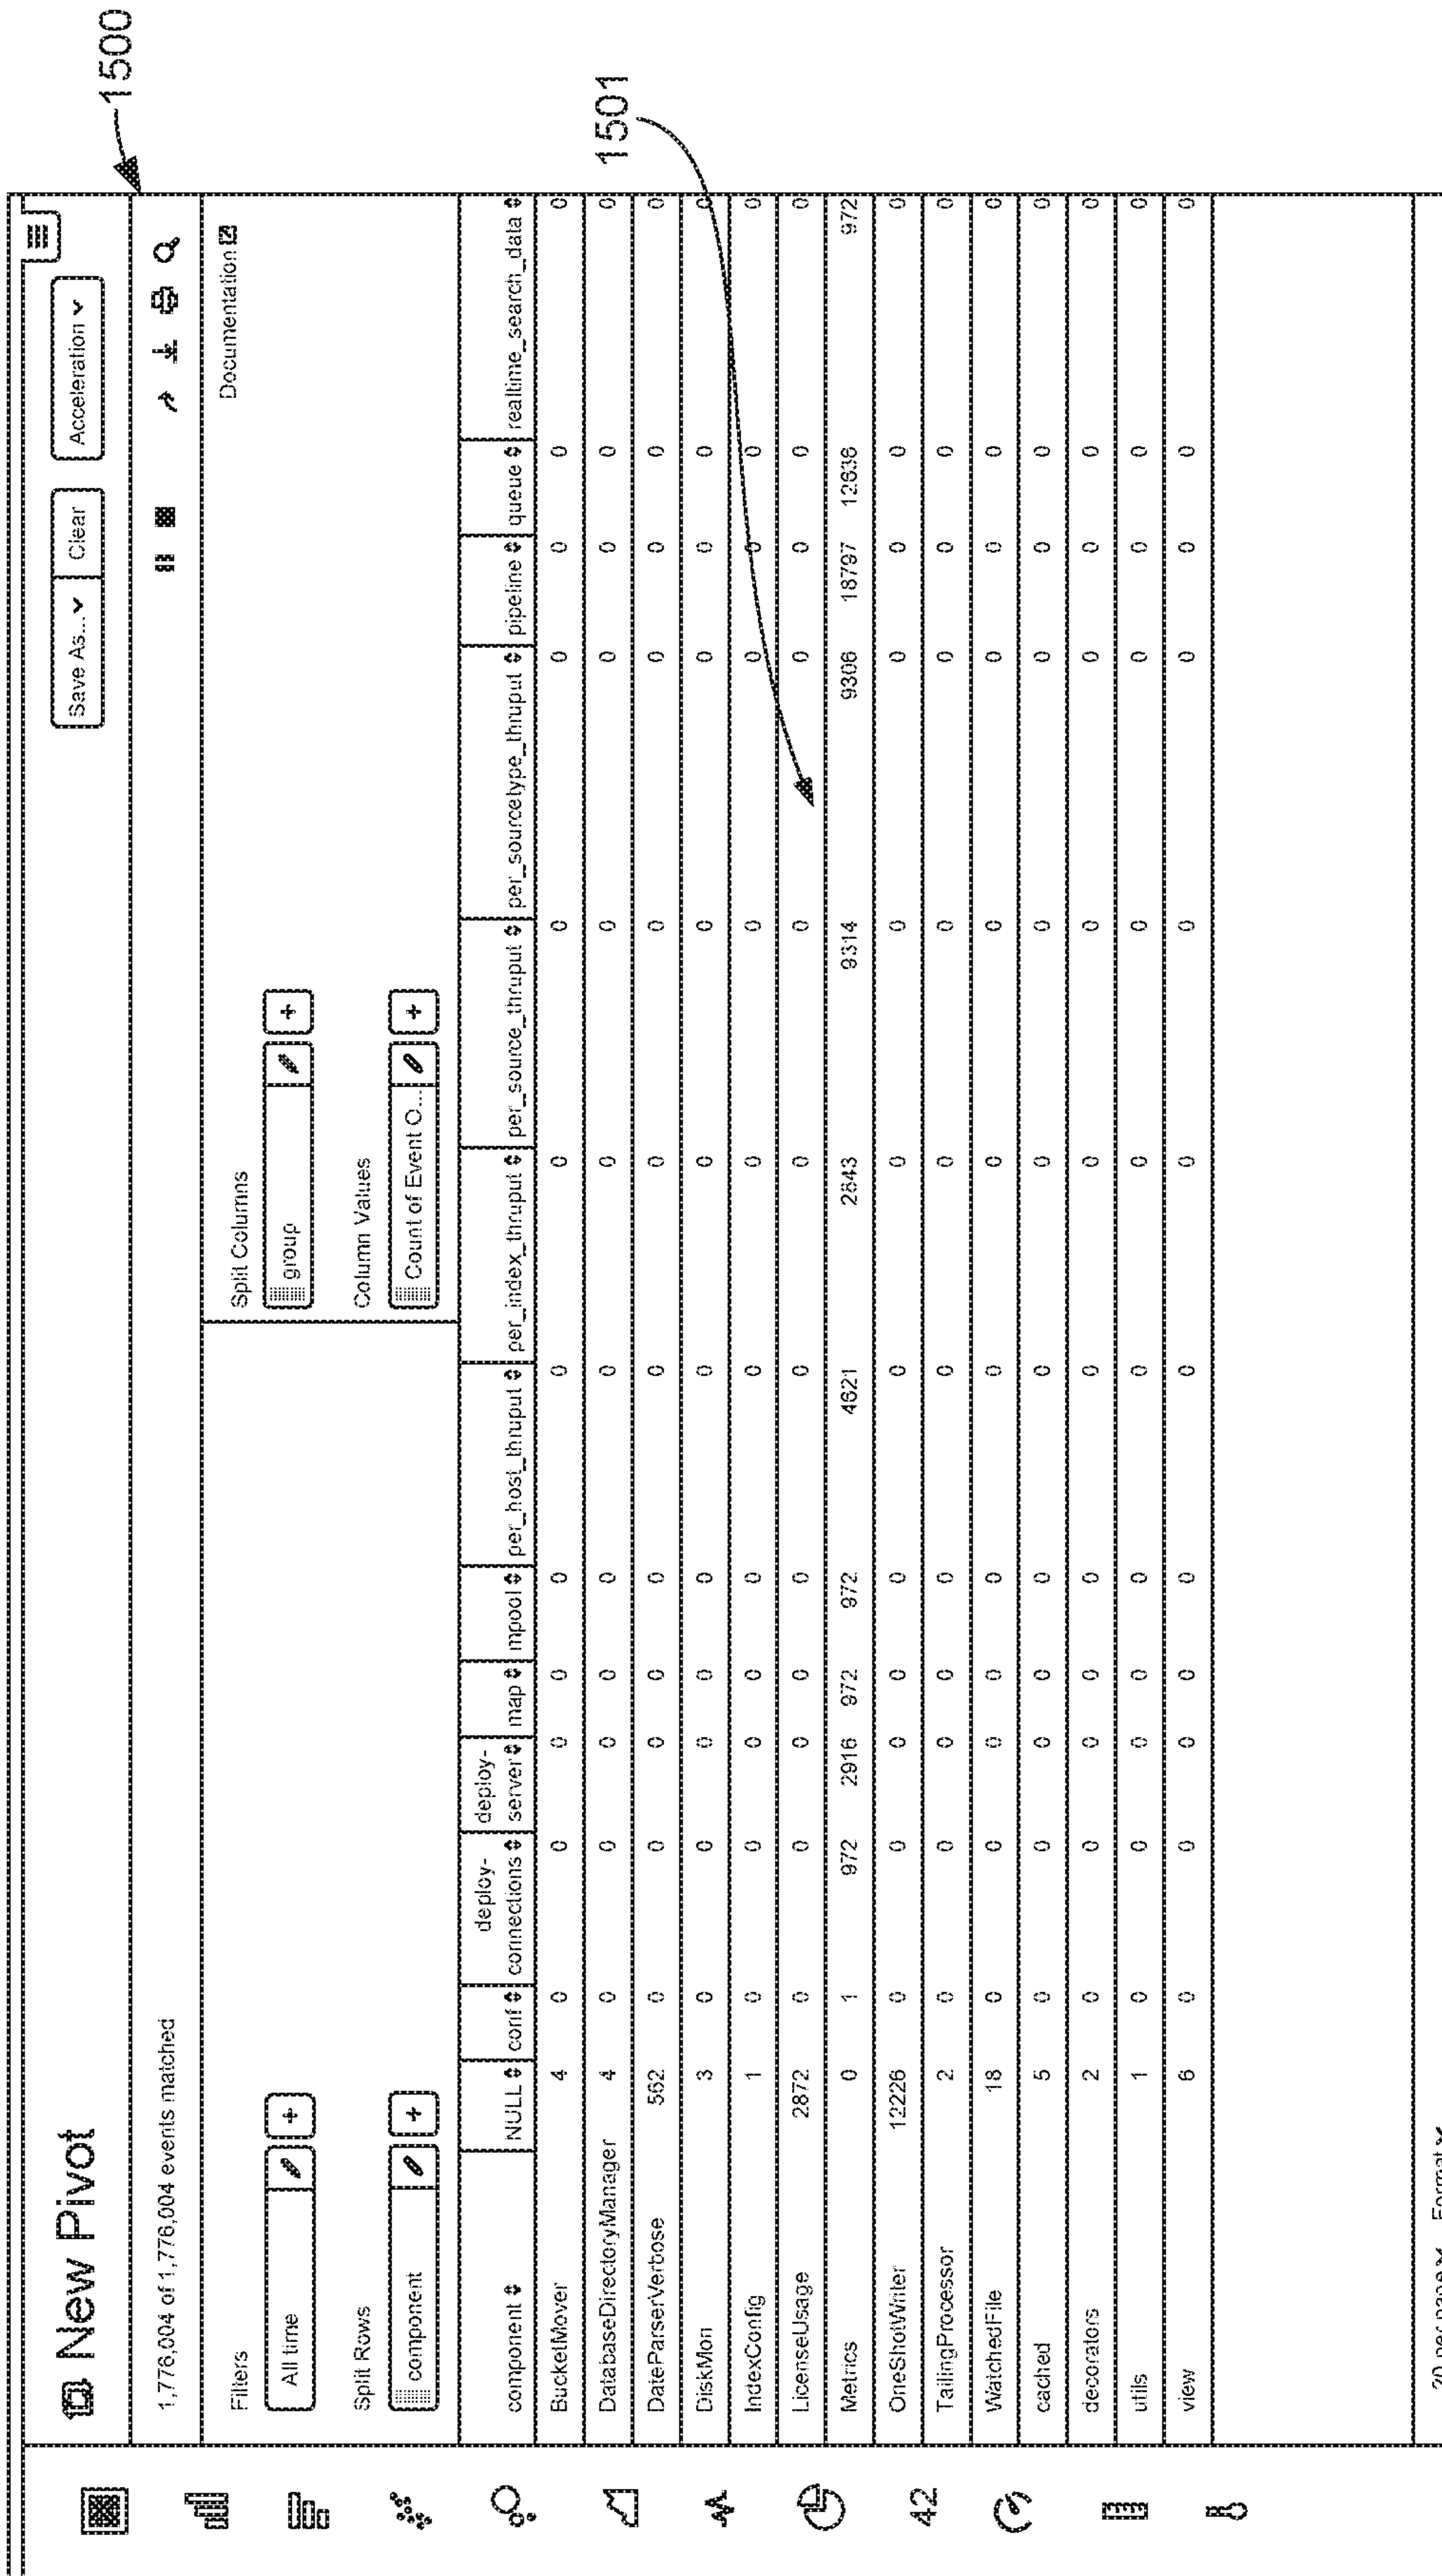 New Pivot
Save As... Clear Acceleration
1500
1,776,004 of 1,776,004 events matched
Filters
Split Columns
Documentation
All time +
group +
Split Rows
Column Values
component +
Count of Event O... +
component NULL conf deploy-connections deploy-server map mpool per_host_thruput per_index_thruput per_source_thruput per_sourcetype_thruput pipeline queue realtime_search_data
BucketMover 4 0 0 0 0 0 0 0 0 0 0 0 0
DatabaseDirectoryManager 4 0 0 0 0 0 0 0 0 0 0 0 0
DateParserVerbose 562 0 0 0 0 0 0 0 0 0 0 0 0
DiskMon 3 0 0 0 0 0 0 0 0 0 0 0 0
1501
IndexConfig 1 0 0 0 0 0 0 0 0 0 0 0 0
LicenseUsage 2872 0 0 0 0 0 0 0 0 0 0 0 0
Metrics 0 1 972 2916 972 972 4621 2843 9314 9306 18797 12636 972
OneShotWriter 12226 0 0 0 0 0 0 0 0 0 0 0 0
TailingProcessor 2 0 0 0 0 0 0 0 0 0 0 0 0
WatchedFile 18 0 0 0 0 0 0 0 0 0 0 0 0
cached 5 0 0 0 0 0 0 0 0 0 0 0 0
decorators 2 0 0 0 0 0 0 0 0 0 0 0 0
utils 1 0 0 0 0 0 0 0 0 0 0 0 0
view 6 0 0 0 0 0 0 0 0 0 0 0 0
42
20 per page Format